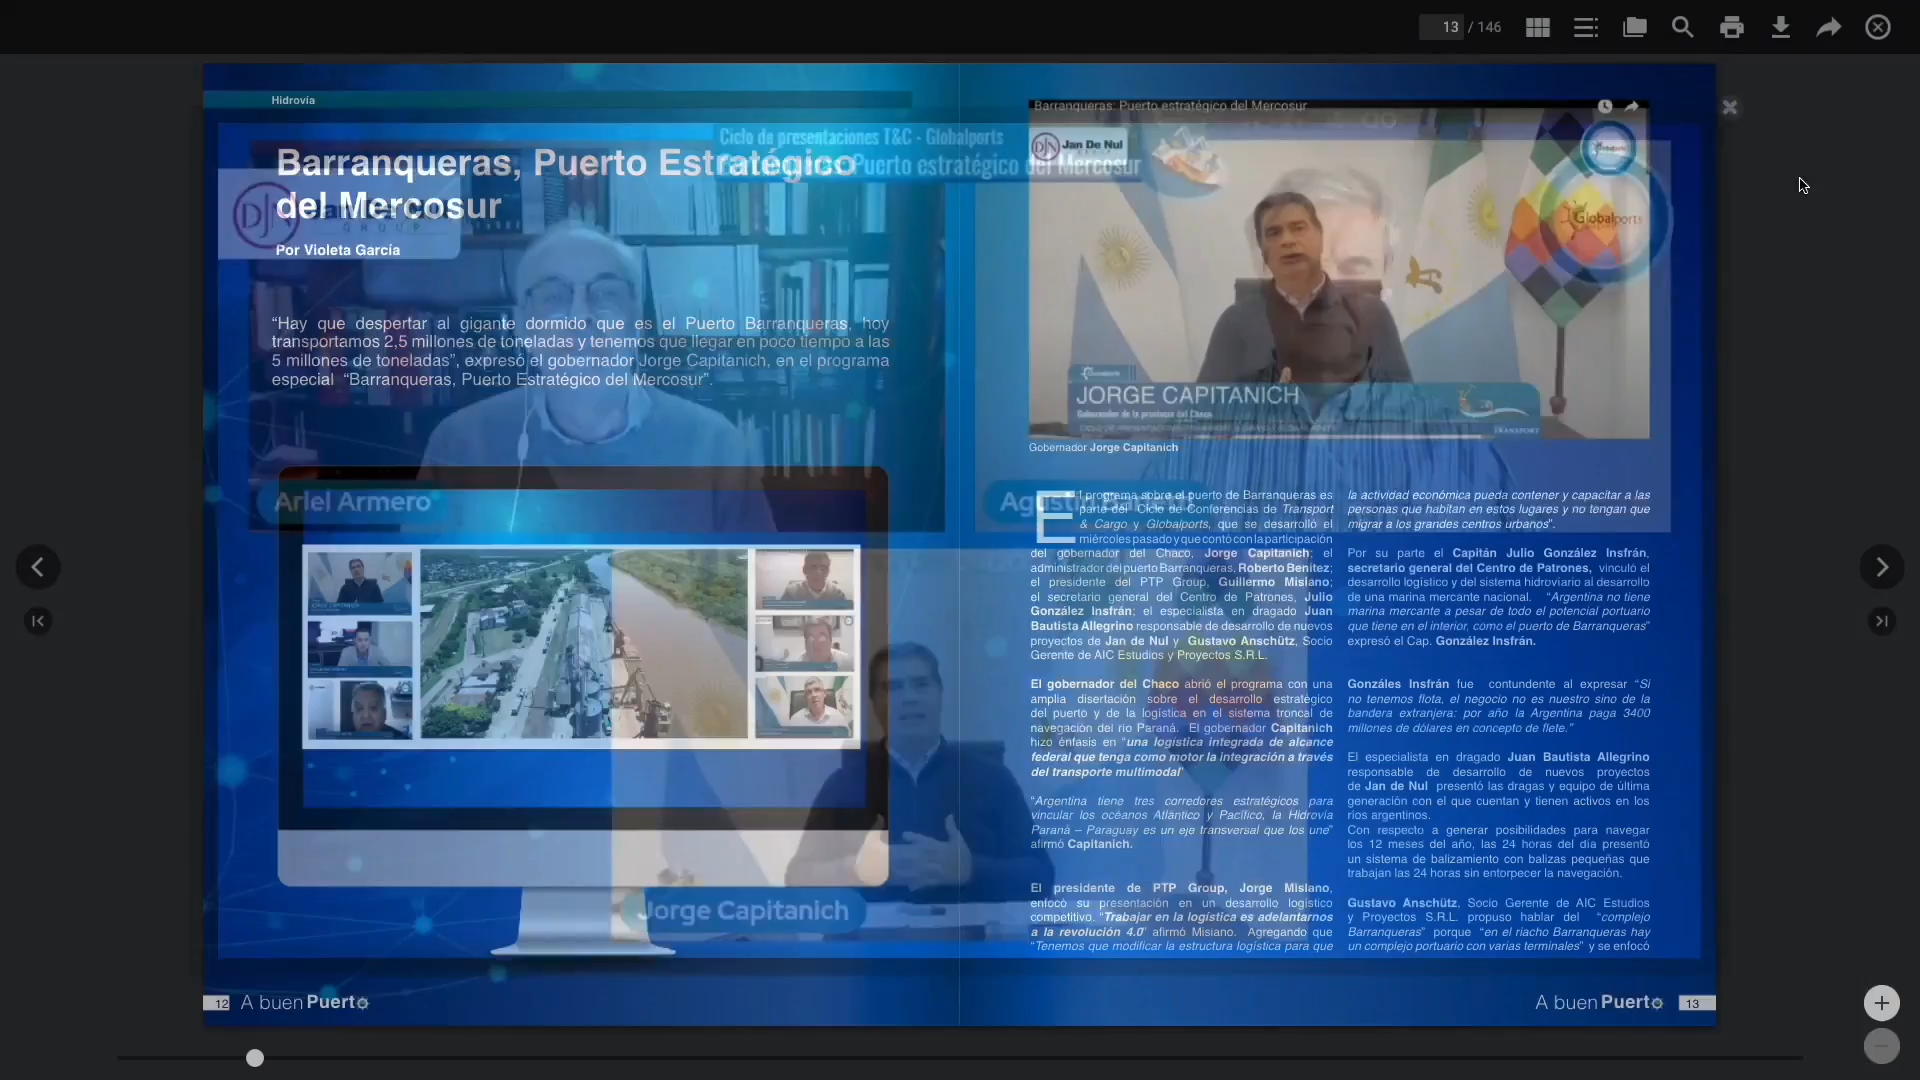 13 / 146
Hidrovía
Barranqueras, Puerto Estratégico
del Mercosur
Por Violeta García
Ciclo de presentaciones T&C - Globalports
Puerto estratégico del Mercosur
"Hay que despertar al gigante dormido que es el Puerto Barranqueras, hoy
transportamos 2,5 millones de toneladas y tenemos que llegar en poco tiempo a las
5 millones de toneladas", expresó el gobernador Jorge Capitanich, en el programa
especial "Barranqueras, Puerto Estratégico del Mercosur".
Ariel Armero
Jorge Capitanich
Barranqueras: Puerto estratégico del Mercosur
Jan De Nul
GROUP
Globalports
JORGE CAPITANICH
Gobernador de la provincia del Chaco
TRANSPORT
Gobernador Jorge Capitanich
El programa sobre el puerto de Barranqueras es
parte del Ciclo de Conferencias de Transport
& Cargo y Globalports, que se desarrolló el
miércoles pasado y que contó con la participación
del gobernador del Chaco, Jorge Capitanich; el
administrador del puerto Barranqueras, Roberto Benítez;
el presidente del PTP Group, Guillermo Misiano;
el secretario general del Centro de Patrones, Julio
González Insfrán; el especialista en dragado Juan
Bautista Allegrino responsable de desarrollo de nuevos
proyectos de Jan de Nul y Gustavo Anschütz, Socio
Gerente de AIC Estudios y Proyectos S.R.L.
El gobernador del Chaco abrió el programa con una
amplia disertación sobre el desarrollo estratégico
del puerto y de la logística en el sistema troncal de
navegación del río Paraná. El gobernador Capitanich
hizo énfasis en "una logística integrada de alcance
federal que tenga como motor la integración a través
del transporte multimodal"
"Argentina tiene tres corredores estratégicos para
vincular los océanos Atlántico y Pacífico, la Hidrovía
Paraná – Paraguay es un eje transversal que los une"
afirmó Capitanich.
El presidente de PTP Group, Jorge Misiano,
enfocó su presentación en un desarrollo logístico
competitivo. "Trabajar en la logística es adelantarnos
a la revolución 4.0" afirmó Misiano. Agregando que
"Tenemos que modificar la estructura logística para que
la actividad económica pueda contener y capacitar a las
personas que habitan en estos lugares y no tengan que
migrar a los grandes centros urbanos".
Por su parte el Capitán Julio González Insfrán,
secretario general del Centro de Patrones, vinculó el
desarrollo logístico y del sistema hidroviario al desarrollo
de una marina mercante nacional. "Argentina no tiene
marina mercante a pesar de todo el potencial portuario
que tiene en el interior, como el puerto de Barranqueras"
expresó el Cap. González Insfrán.
Gonzáles Insfrán fue contundente al expresar "Si
no tenemos flota, el negocio no es nuestro sino de la
bandera extranjera: por año la Argentina paga 3400
millones de dólares en concepto de flete."
El especialista en dragado Juan Bautista Allegrino
responsable de desarrollo de nuevos proyectos
de Jan de Nul presentó las dragas y equipo de última
generación con el que cuentan y tienen activos en los
ríos argentinos.
Con respecto a generar posibilidades para navegar
los 12 meses del año, las 24 horas del día presentó
un sistema de balizamiento con balizas pequeñas que
trabajan las 24 horas sin entorpecer la navegación.
Gustavo Anschütz, Socio Gerente de AIC Estudios
y Proyectos S.R.L. propuso hablar del "complejo
Barranqueras" porque "en el riacho Barranqueras hay
un complejo portuario con varias terminales" y se enfocó
12 A buen Puerto
A buen Puerto 13